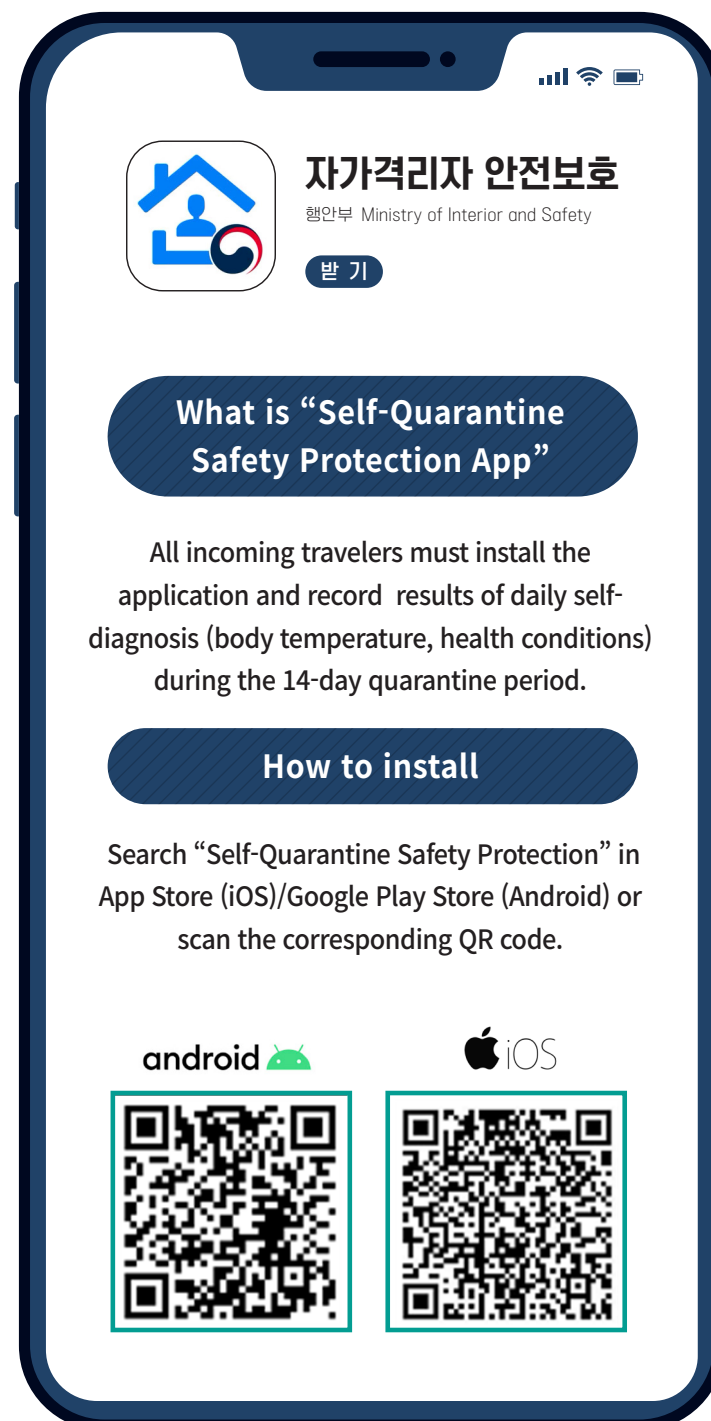 자가격리자 안전보호
행안부 Ministry of Interior and Safety
받 기
What is “Self-Quarantine
Safety Protection App”
All incoming travelers must install the
application and record results of daily self-
diagnosis (body temperature, health conditions)
during the 14-day quarantine period.
How to install
Search “Self-Quarantine Safety Protection” in
App Store (iOS)/Google Play Store (Android) or
scan the corresponding QR code.
android
iOS